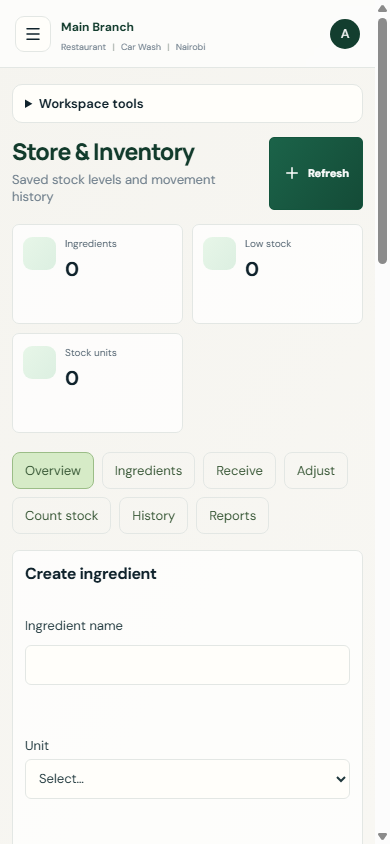 Main Branch
Restaurant | Car Wash | Nairobi
A
Workspace tools
Store & Inventory
Saved stock levels and movement
history
Refresh
Ingredients
0
Low stock
0
Stock units
0
Overview
Ingredients
Receive
Adjust
Count stock
History
Reports
Create ingredient
Ingredient name
Unit
Select...